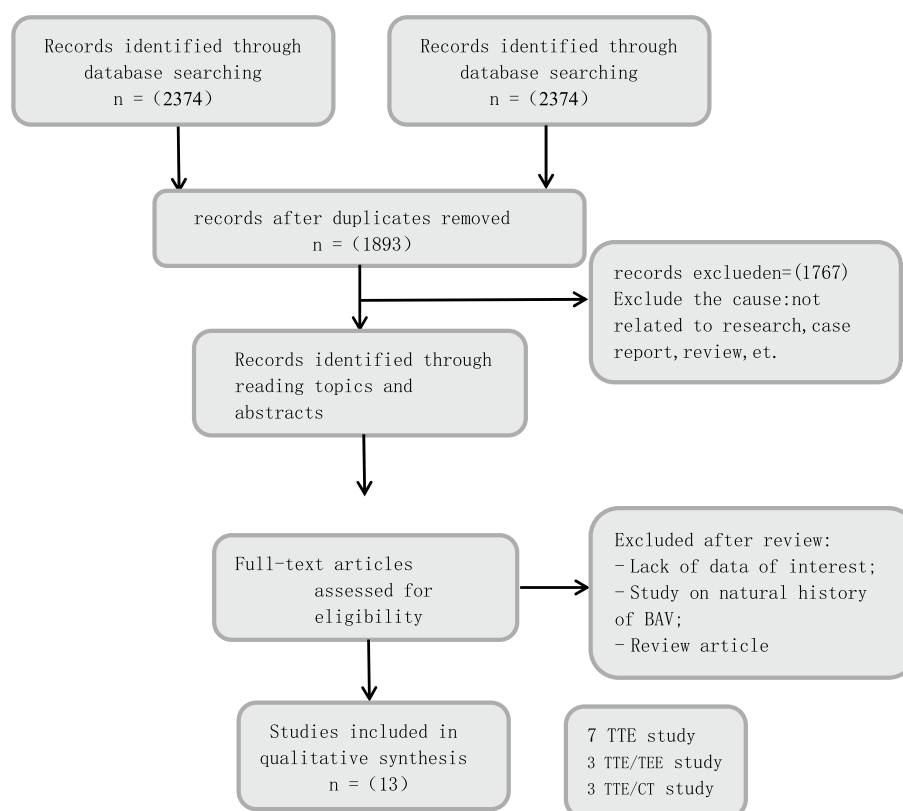 Records identified through
database searching
n = (2374)
Records identified through
database searching
n = (2374)
records after duplicates removed
n = (1893)
records exclueden=(1767)
Exclude the cause:not
related to research,case
report,review,et.
Records identified through
reading topics and
abstracts
Full-text articles
assessed for
eligibility
Excluded after review:
-Lack of data of interest;
-Study on natural history
of BAV;
-Review article
Studies included in
qualitative synthesis
n = (13)
7 TTE study
3 TTE/TEE study
3 TTE/CT study